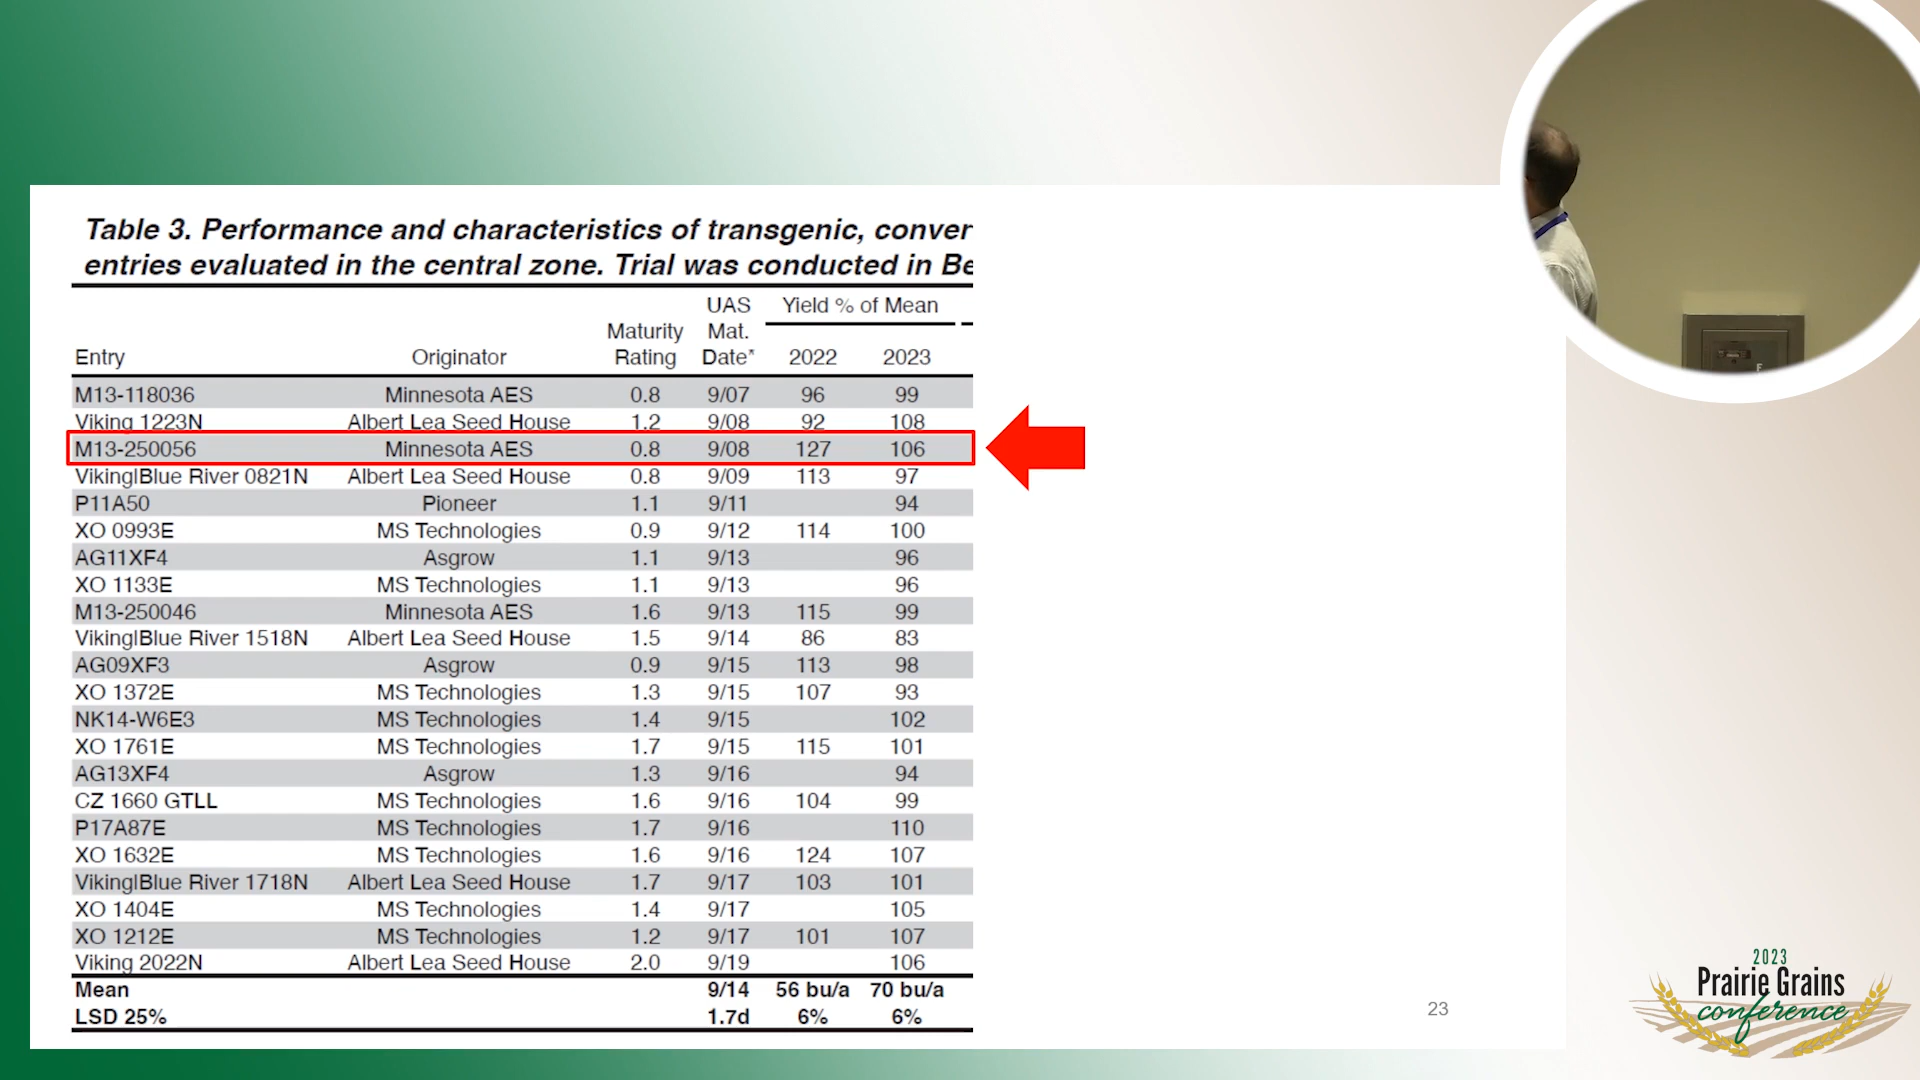 Table 3. Performance and characteristics of transgenic, conver
entries evaluated in the central zone. Trial was conducted in Be
Entry Originator Maturity Rating UAS Mat. Date* Yield % of Mean 2022 2023
M13-118036 Minnesota AES 0.8 9/07 96 99
Viking 1223N Albert Lea Seed House 1.2 9/08 92 108
M13-250056 Minnesota AES 0.8 9/08 127 106
Viking|Blue River 0821N Albert Lea Seed House 0.8 9/09 113 97
P11A50 Pioneer 1.1 9/11 94
XO 0993E MS Technologies 0.9 9/12 114 100
AG11XF4 Asgrow 1.1 9/13 96
XO 1133E MS Technologies 1.1 9/13 96
M13-250046 Minnesota AES 1.6 9/13 115 99
Viking|Blue River 1518N Albert Lea Seed House 1.5 9/14 86 83
AG09XF3 Asgrow 0.9 9/15 113 98
XO 1372E MS Technologies 1.3 9/15 107 93
NK14-W6E3 MS Technologies 1.4 9/15 102
XO 1761E MS Technologies 1.7 9/15 115 101
AG13XF4 Asgrow 1.3 9/16 94
CZ 1660 GTLL MS Technologies 1.6 9/16 104 99
P17A87E MS Technologies 1.7 9/16 110
XO 1632E MS Technologies 1.6 9/16 124 107
Viking|Blue River 1718N Albert Lea Seed House 1.7 9/17 103 101
XO 1404E MS Technologies 1.4 9/17 105
XO 1212E MS Technologies 1.2 9/17 101 107
Viking 2022N Albert Lea Seed House 2.0 9/19 106
Mean 9/14 56 bu/a 70 bu/a
LSD 25% 1.7d 6% 6%
23
2023
Prairie Grains
conference